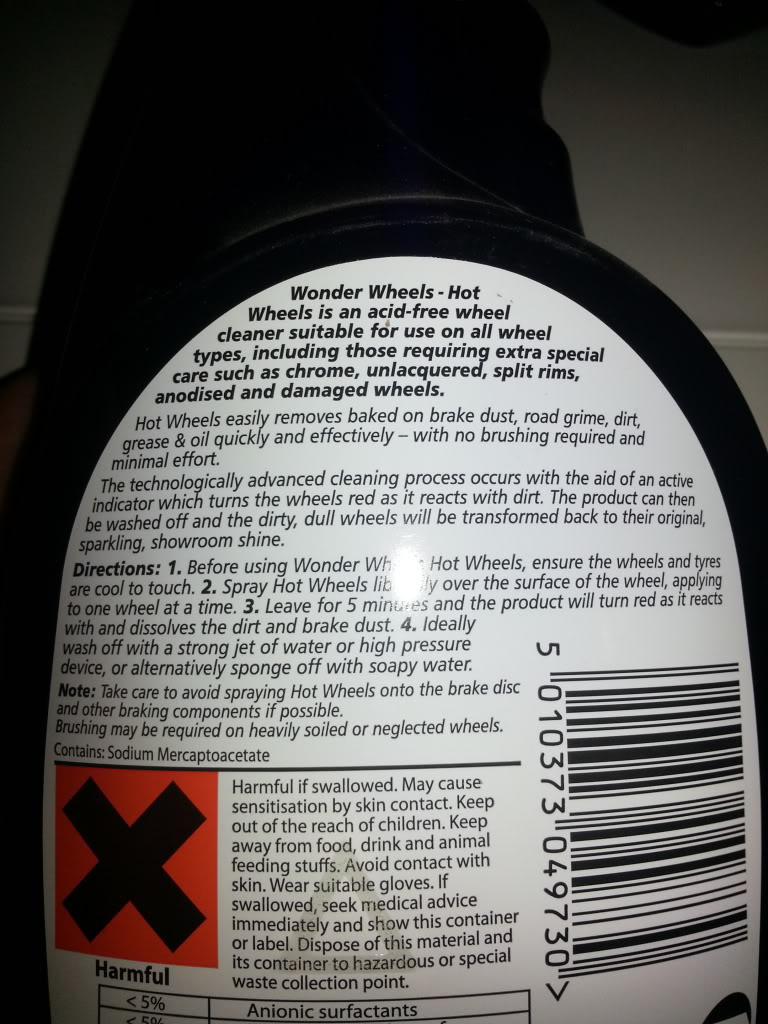 Wonder Wheels - Hot
Wheels is an acid-free wheel
cleaner suitable for use on all wheel
types, including those requiring extra special
care such as chrome, unlacquered, split rims,
anodised and damaged wheels.
Hot Wheels easily removes baked on brake dust, road grime, dirt,
grease & oil quickly and effectively – with no brushing required and
minimal effort.
The technologically advanced cleaning process occurs with the aid of an active
indicator which turns the wheels red as it reacts with dirt. The product can then
be washed off and the dirty, dull wheels will be transformed back to their original,
sparkling, showroom shine.
Directions: 1. Before using Wonder Hot Wheels, ensure the wheels and tyres
are cool to touch. 2. Spray Hot Wheels over the surface of the wheel, applying
to one wheel at a time. 3. Leave for 5 minutes and the product will turn red as it reacts
with and dissolves the dirt and brake dust. 4. Ideally
wash off with a strong jet of water or high pressure
device, or alternatively sponge off with soapy water.
Note: Take care to avoid spraying Hot Wheels onto the brake disc
and other braking components if possible.
Brushing may be required on heavily soiled or neglected wheels.
Contains: Sodium Mercaptoacetate
Harmful if swallowed. May cause
sensitisation by skin contact. Keep
out of the reach of children. Keep
away from food, drink and animal
feeding stuffs. Avoid contact with
skin. Wear suitable gloves. If
swallowed, seek medical advice
immediately and show this container
or label. Dispose of this material and
its container to hazardous or special
waste collection point.
Harmful
< 5% Anionic surfactants
< 5%
5 010373 049730 >